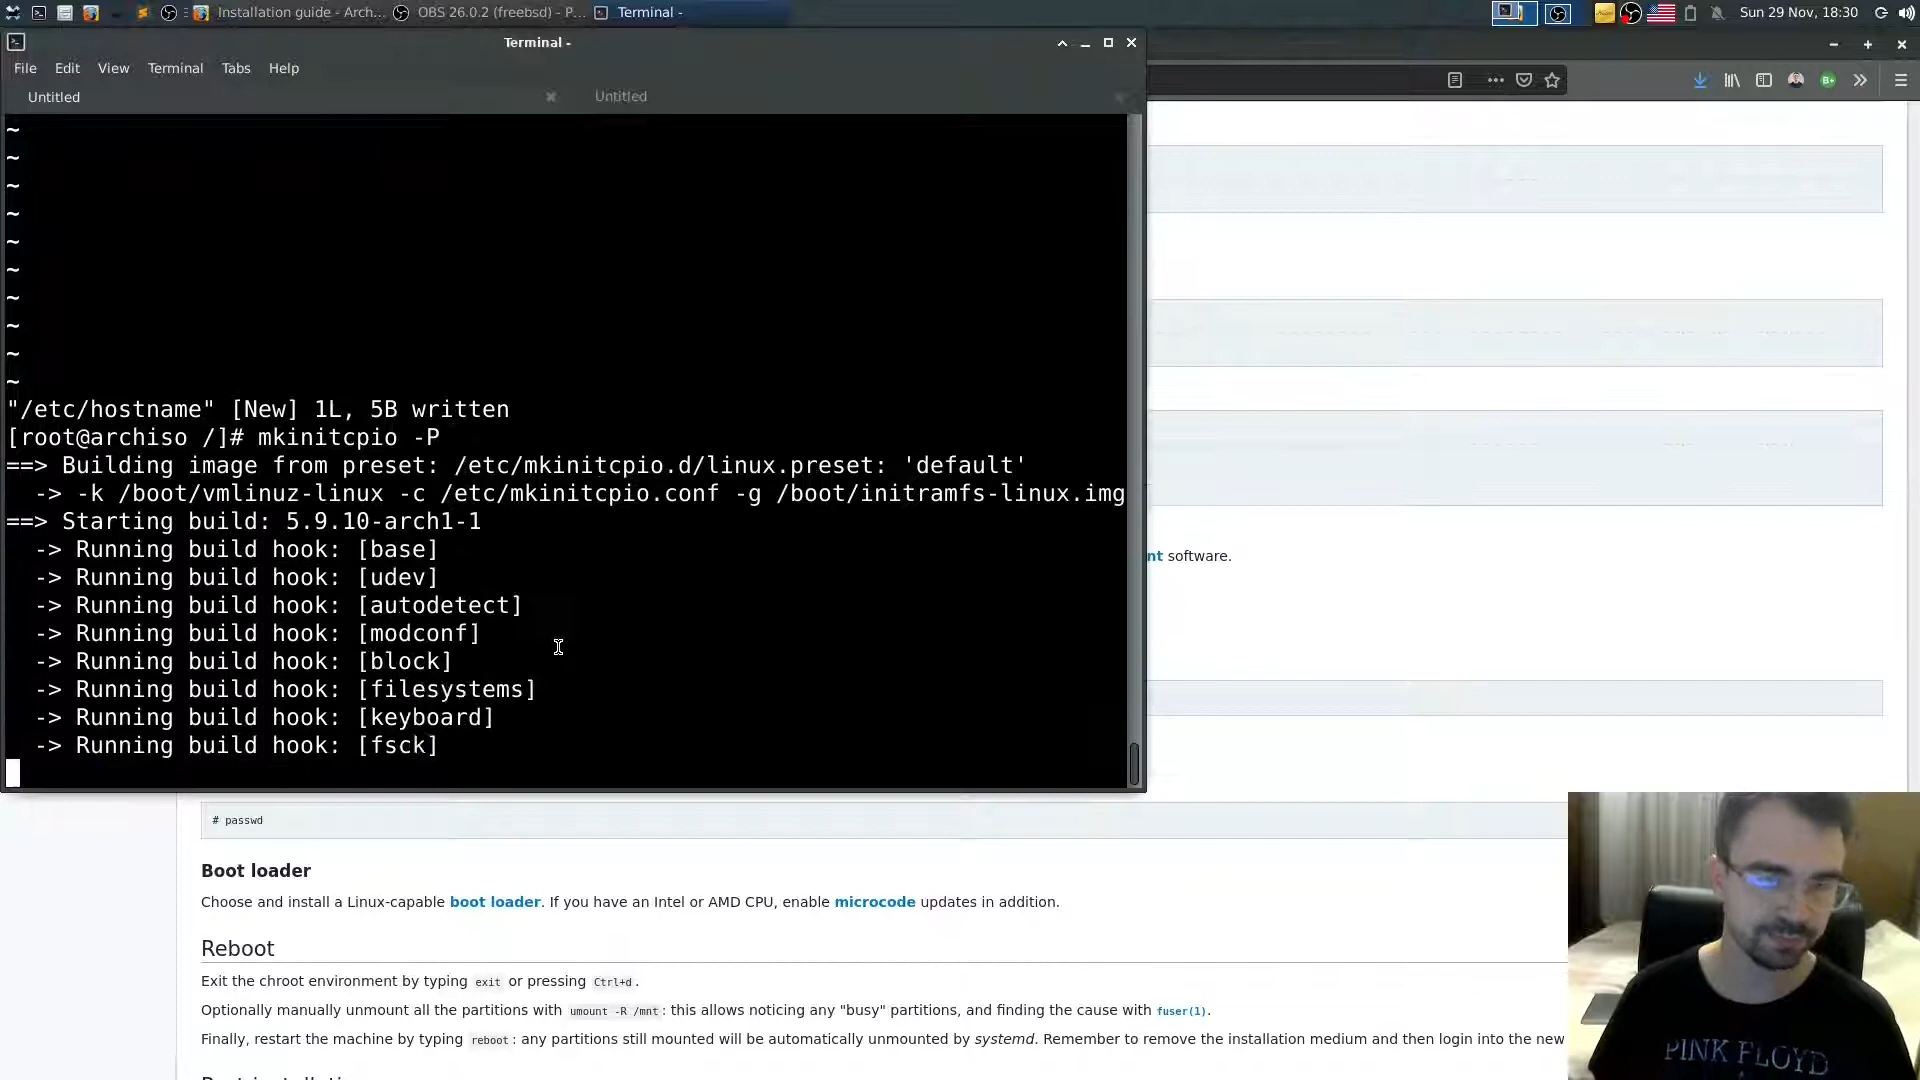 Installation guide - Arch...
OBS 26.0.2 (freebsd) - P...
Terminal -
Sun 29 Nov, 18:30
Terminal -
File Edit View Terminal Tabs Help
Untitled
Untitled
~
~
~
~
~
~
~
~
~
~
"/etc/hostname" [New] 1L, 5B written
[root@archiso /]# mkinitcpio -P
==> Building image from preset: /etc/mkinitcpio.d/linux.preset: 'default'
-> -k /boot/vmlinuz-linux -c /etc/mkinitcpio.conf -g /boot/initramfs-linux.img
==> Starting build: 5.9.10-arch1-1
-> Running build hook: [base]
-> Running build hook: [udev]
-> Running build hook: [autodetect]
-> Running build hook: [modconf]
-> Running build hook: [block]
-> Running build hook: [filesystems]
-> Running build hook: [keyboard]
-> Running build hook: [fsck]
nt software.
# passwd
Boot loader
Choose and install a Linux-capable boot loader. If you have an Intel or AMD CPU, enable microcode updates in addition.
Reboot
Exit the chroot environment by typing exit or pressing Ctrl+d.
Optionally manually unmount all the partitions with umount -R /mnt: this allows noticing any "busy" partitions, and finding the cause with fuser(1).
Finally, restart the machine by typing reboot: any partitions still mounted will be automatically unmounted by systemd. Remember to remove the installation medium and then login into the new
PINK FLOYD